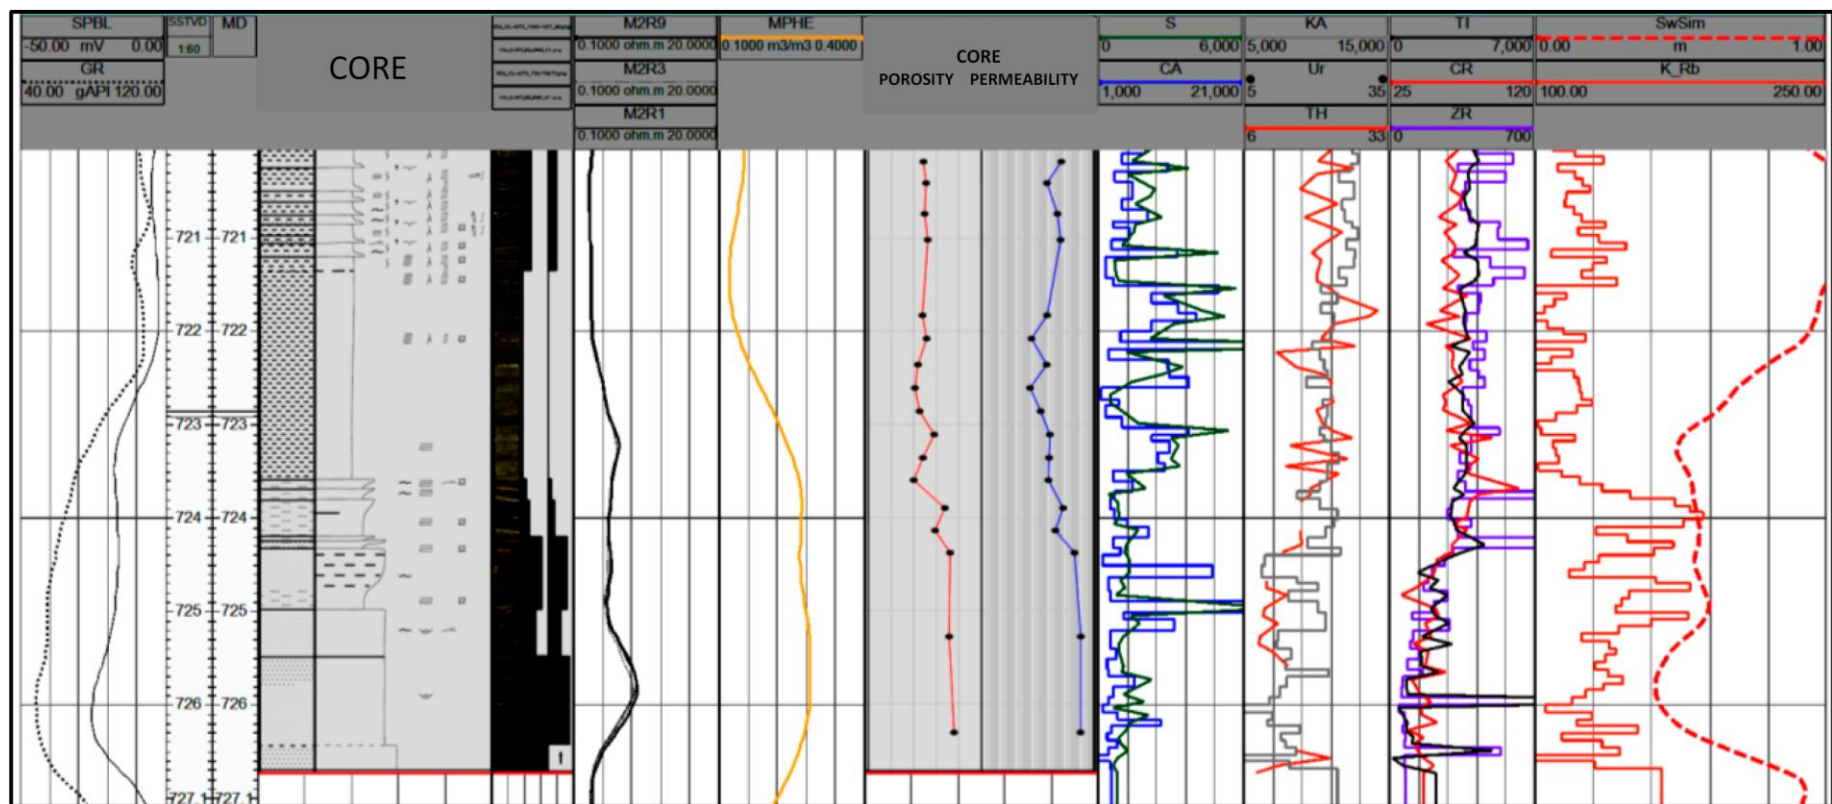 SPBL
-50.00 mV 0.00
GR
40.00 gAPI 120.00
SSTVD
1:60
MD
CORE
M2R9
0.1000 ohm.m 20.0000
M2R3
0.1000 ohm.m 20.0000
M2R1
0.1000 ohm.m 20.0000
MPHE
0.1000 m3/m3 0.4000
CORE
POROSITY PERMEABILITY
S
0 6,000
CA
1,000 21,000
KA
5,000 15,000
Ur
5 35
TH
6 33
TI
0 7,000
CR
25 120
ZR
0 700
SwSim
0.00 m 1.00
K_Rb
100.00 250.00
721 721
722 722
723 723
724 724
725 725
726 726
727.1 727.1